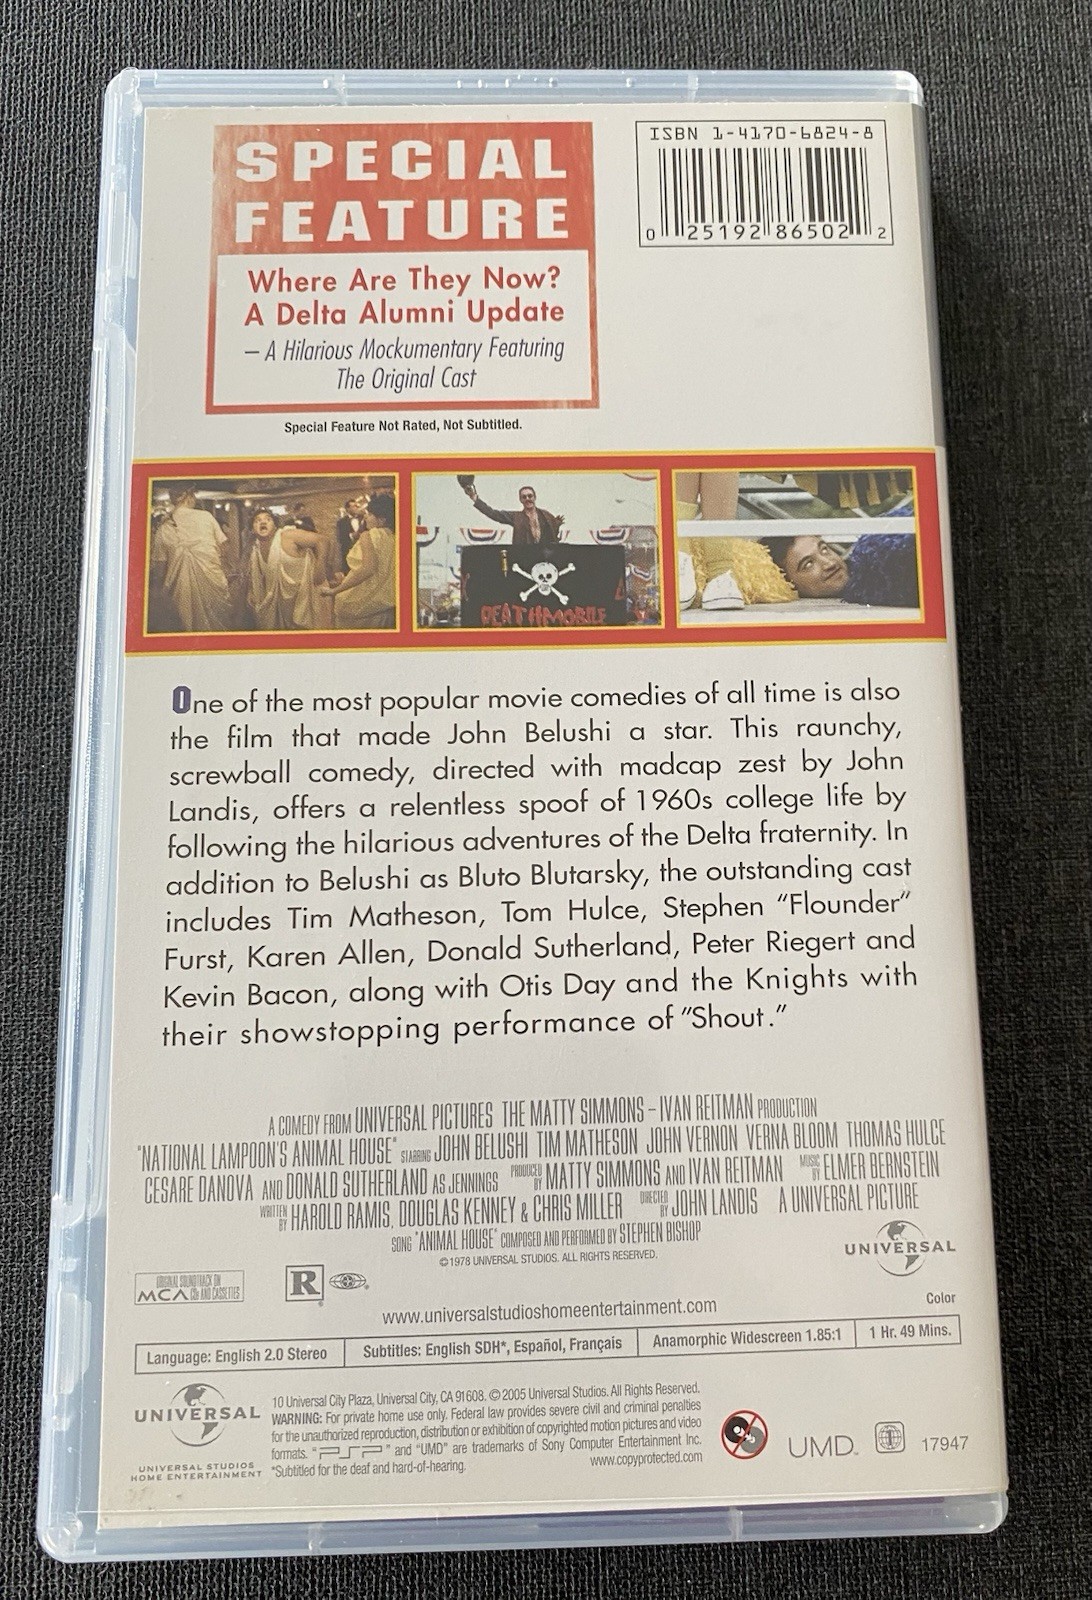 SPECIAL
FEATURE
Where Are They Now?
A Delta Alumni Update
– A Hilarious Mockumentary Featuring
The Original Cast
Special Feature Not Rated, Not Subtitled.
ISBN 1-4170-6824-8
0 25192 86502 2
DEATHMOBILE
One of the most popular movie comedies of all time is also
the film that made John Belushi a star. This raunchy,
screwball comedy, directed with madcap zest by John
Landis, offers a relentless spoof of 1960s college life by
following the hilarious adventures of the Delta fraternity. In
addition to Belushi as Bluto Blutarsky, the outstanding cast
includes Tim Matheson, Tom Hulce, Stephen "Flounder"
Furst, Karen Allen, Donald Sutherland, Peter Riegert and
Kevin Bacon, along with Otis Day and the Knights with
their showstopping performance of "Shout."
A COMEDY FROM UNIVERSAL PICTURES THE MATTY SIMMONS – IVAN REITMAN PRODUCTION
"NATIONAL LAMPOON'S ANIMAL HOUSE" STARRING JOHN BELUSHI TIM MATHESON JOHN VERNON VERNA BLOOM THOMAS HULCE
CESARE DANOVA AND DONALD SUTHERLAND AS JENNINGS PRODUCED BY MATTY SIMMONS AND IVAN REITMAN MUSIC BY ELMER BERNSTEIN
WRITTEN BY HAROLD RAMIS, DOUGLAS KENNEY & CHRIS MILLER DIRECTED BY JOHN LANDIS A UNIVERSAL PICTURE
SONG "ANIMAL HOUSE" COMPOSED AND PERFORMED BY STEPHEN BISHOP
©1978 UNIVERSAL STUDIOS. ALL RIGHTS RESERVED.
UNIVERSAL
ORIGINAL SOUNDTRACK ON
MCA CDs AND CASSETTES
R
www.universalstudioshomeentertainment.com
Color
Language: English 2.0 Stereo
Subtitles: English SDH*, Español, Français
Anamorphic Widescreen 1.85:1
1 Hr. 49 Mins.
UNIVERSAL
UNIVERSAL STUDIOS
HOME ENTERTAINMENT
10 Universal City Plaza, Universal City, CA 91608. © 2005 Universal Studios. All Rights Reserved.
WARNING: For private home use only. Federal law provides severe civil and criminal penalties
for the unauthorized reproduction, distribution or exhibition of copyrighted motion pictures and video
formats. "PSP" and "UMD" are trademarks of Sony Computer Entertainment Inc.
*Subtitled for the deaf and hard-of-hearing.
www.copyprotected.com
UMD
1
17947